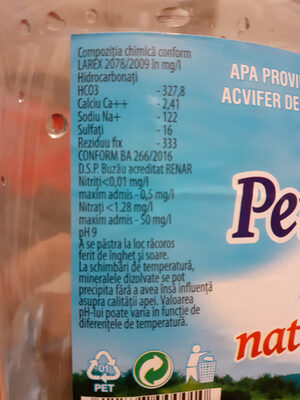 Compoziția chimică conform
LAREX 2078/2009 în mg/l
Hidrocarbonați
HCO3 - 327,8
Calciu Ca++ - 2,41
Sodiu Na+ - 122
Sulfați - 16
Reziduu fix - 333
CONFORM BA 266/2016
D.S.P. Buzău acreditat RENAR
Nitriți<0,01 mg/l
maxim admis - 0,5 mg/l
Nitrați <1.28 mg/l
maxim admis - 50 mg/l
pH 9
A se păstra la loc răcoros
ferit de îngheț și soare.
La schimbări de temperatură,
mineralele dizolvate se pot
precipita fără a avea însă influență
asupra calității apei. Valoarea
pH-lui poate varia în funcție de
diferențele de temperatură.
01
PET
APA PROVI
ACVIFER DE
Pe
nat